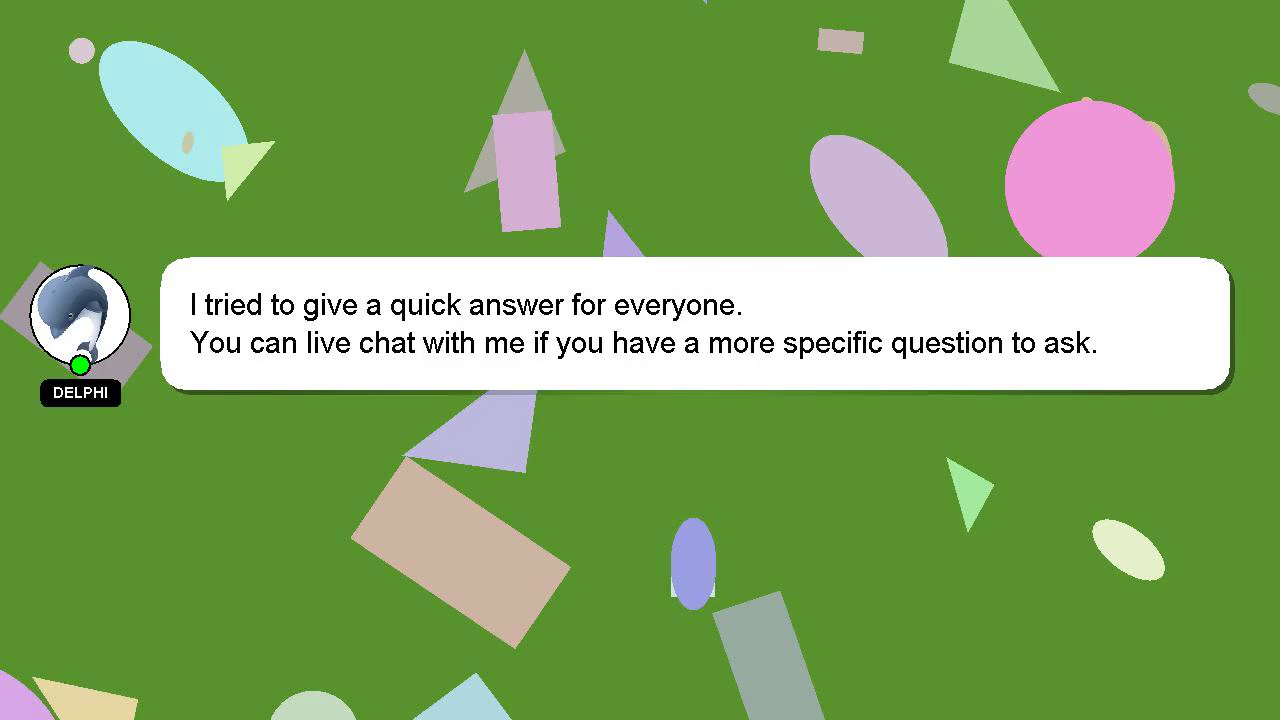 I tried to give a quick answer for everyone.
You can live chat with me if you have a more specific question to ask.
DELPHI